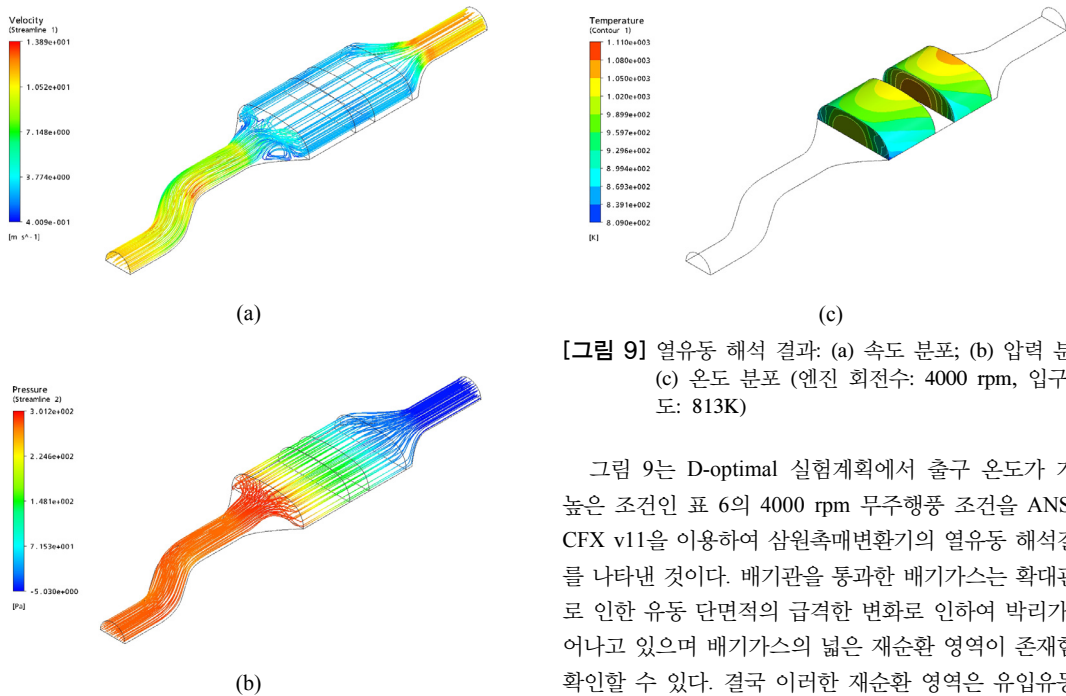 Velocity
(Streamline 1)
1.389e+001
1.052e+001
7.148e+000
3.774e+000
4.009e-001
[m s^-1]
(a)
Pressure
(Streamline 2)
3.012e+002
2.246e+002
1.481e+002
7.153e+001
-5.030e+000
[Pa]
(b)
Temperature
(Contour 1)
1.110e+003
1.080e+003
1.050e+003
1.020e+003
9.899e+002
9.597e+002
9.296e+002
8.994e+002
8.693e+002
8.391e+002
8.090e+002
[K]
(c)
[그림 9] 열유동 해석 결과: (a) 속도 분포; (b) 압력 분
(c) 온도 분포 (엔진 회전수: 4000 rpm, 입구
도: 813K)
그림 9는 D-optimal 실험계획에서 출구 온도가 가
높은 조건인 표 6의 4000 rpm 무주행풍 조건을 ANS
CFX v11을 이용하여 삼원촉매변환기의 열유동 해석결
를 나타낸 것이다. 배기관을 통과한 배기가스는 확대관
로 인한 유동 단면적의 급격한 변화로 인하여 박리가
어나고 있으며 배기가스의 넓은 재순환 영역이 존재함
확인할 수 있다. 결국 이러한 재순환 영역은 유입유동